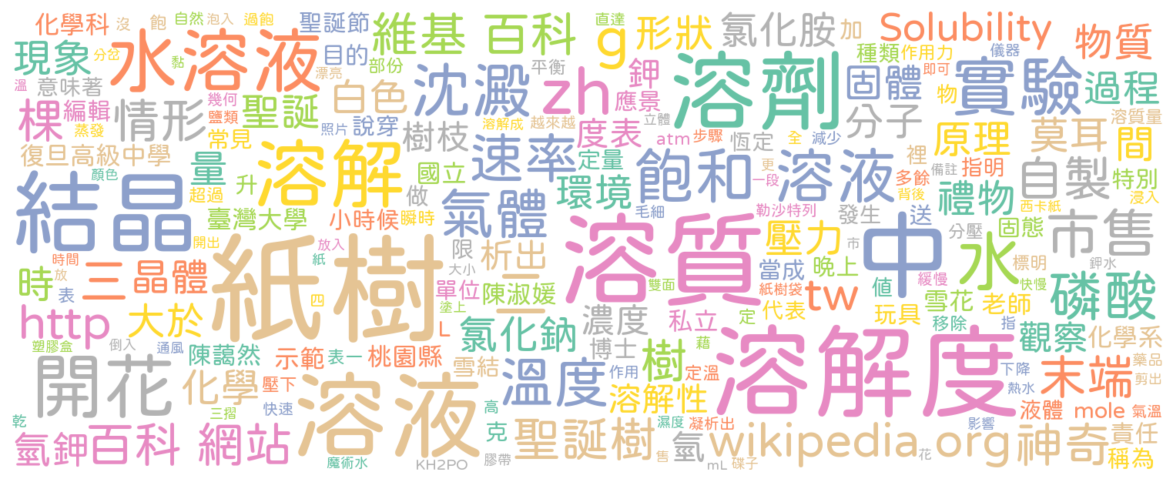 化學科 沒 飽 自然 泡入 過飽 聖誕節 維基 百科 直達 g 形狀 氯化胺 加 Solubility 物質
現象 分岔 黏 水溶液 目的 部份 平衡 zh 鉀 溶劑 種類 作用力 儀器 固體 即可 實驗 過程
溫 意味著 漂亮 白色 沈澱 應景 物 溶質量
棵 編輯 情形 幾何 鹽類 聖誕 照片 說穿 樹枝 溶解成 越來越 立體 度表 atm 步驟 恆定 全 減少 分子 原理 莫耳 間
蒸發 常見 溶解 速率 定量 飽和 溶液 更 一段 裡 備註 指明 自製 特別
復旦高級中學 顏色 量 升 國立 環境 多餘 背後 禮物 西卡紙 浸入
結晶 超過 臺灣大學 小時候 做 瞬時 氣體 毛細 勒沙特列 發生 送 固態 市售
開出 紙樹 放入 紙 限 析出 二 溶質 壓力 市 中 分壓 水 標明 鉀水
時間 放 三 晶體 大小 單位 陳淑媛 雙面 當成 晚上 紙樹袋 值 緩慢 磷酸
時 表 四 塗上 代表 tw 雪花 老師 快慢
http 大於 L 氯化鈉 濃度 私立 定 玩具 移除 指 觀察 化學系
塑膠盒 倒入 通風 陳藹然 示範 表一 桃園縣 雪結 博士 藉 溶解度 下降 藥品
開花 化學 壓下 溶液 溫度 作用 樹 定溫 熱水 末端 剪出
乾 三摺 快速 高 克 溶解性 液體 mole 氣溫
氫鉀 百科 網站 魔術水 KH2PO 膠帶 聖誕樹 凝析出 濕度 售 氫 mL 碟子 wikipedia.org 花 影響 神奇 責任 稱為